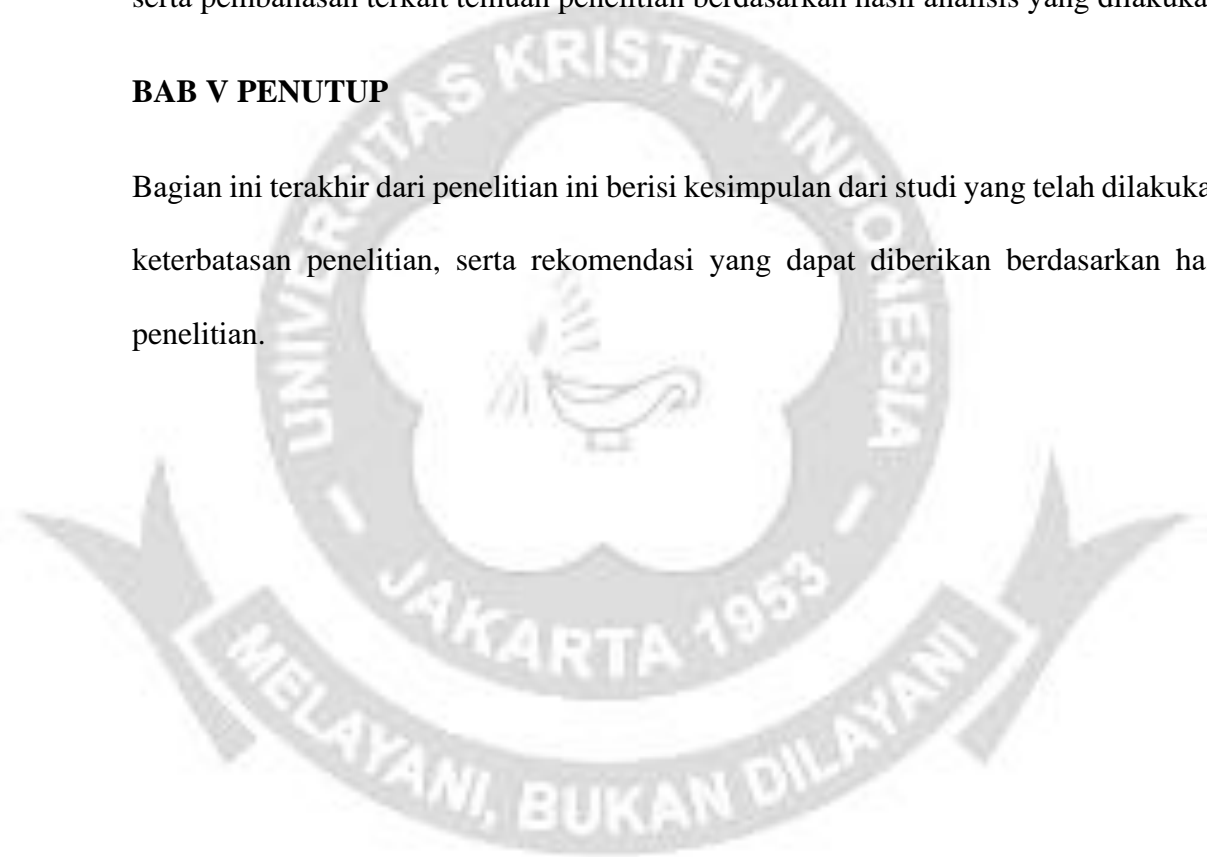 serta pembahasan terkait temuan penelitian berdasarkan hasil analisis yang dilakuka
BAB V PENUTUP
Bagian ini terakhir dari penelitian ini berisi kesimpulan dari studi yang telah dilakuka
keterbatasan penelitian, serta rekomendasi yang dapat diberikan berdasarkan ha
penelitian.
UNIVERSITAS KRISTEN INDONESIA
- JAKARTA 1953 -
MELAYANI, BUKAN DILAYANI